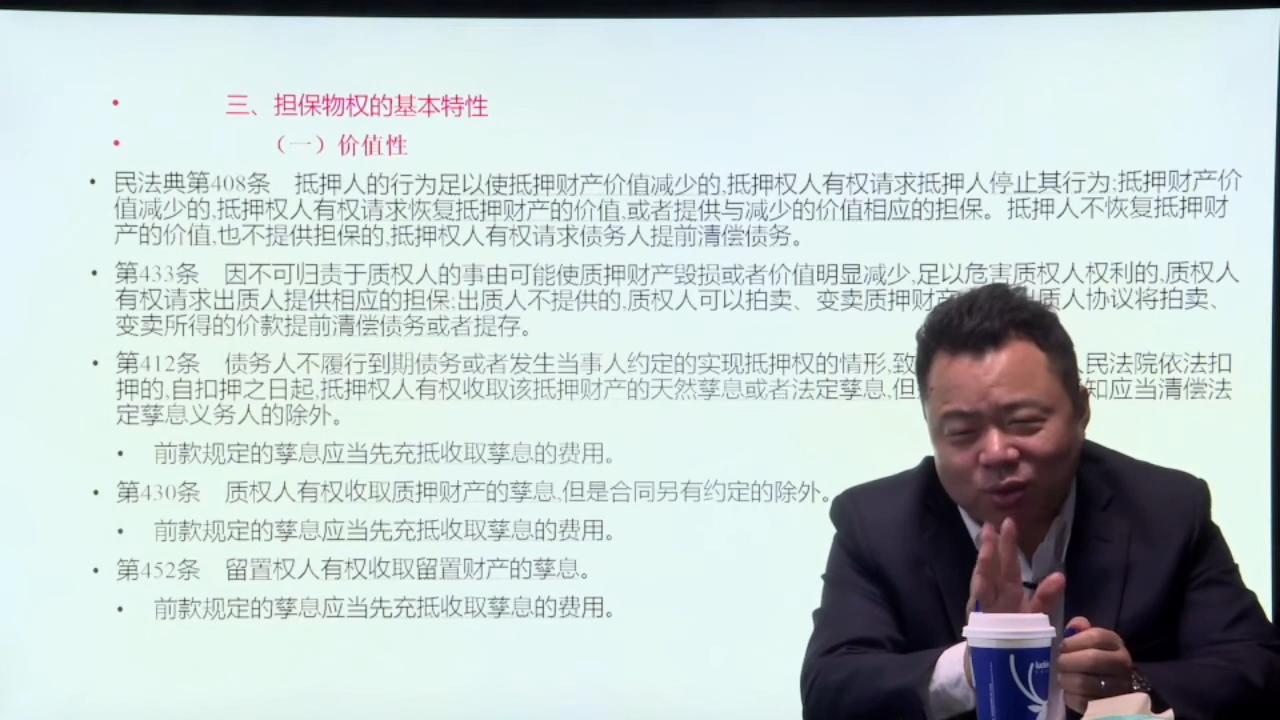 • 三、担保物权的基本特性
• （一）价值性
• 民法典第408条 抵押人的行为足以使抵押财产价值减少的,抵押权人有权请求抵押人停止其行为;抵押财产价
值减少的,抵押权人有权请求恢复抵押财产的价值,或者提供与减少的价值相应的担保。抵押人不恢复抵押财
产的价值,也不提供担保的,抵押权人有权请求债务人提前清偿债务。
• 第433条 因不可归责于质权人的事由可能使质押财产毁损或者价值明显减少,足以危害质权人权利的,质权人
有权请求出质人提供相应的担保;出质人不提供的,质权人可以拍卖、变卖质押财产 质人协议将拍卖、
变卖所得的价款提前清偿债务或者提存。
• 第412条 债务人不履行到期债务或者发生当事人约定的实现抵押权的情形,致 民法院依法扣
押的,自扣押之日起,抵押权人有权收取该抵押财产的天然孳息或者法定孳息,但 知应当清偿法
定孳息义务人的除外。
• 前款规定的孳息应当先充抵收取孳息的费用。
• 第430条 质权人有权收取质押财产的孳息,但是合同另有约定的除外。
• 前款规定的孳息应当先充抵收取孳息的费用。
• 第452条 留置权人有权收取留置财产的孳息。
• 前款规定的孳息应当先充抵收取孳息的费用。
luckin